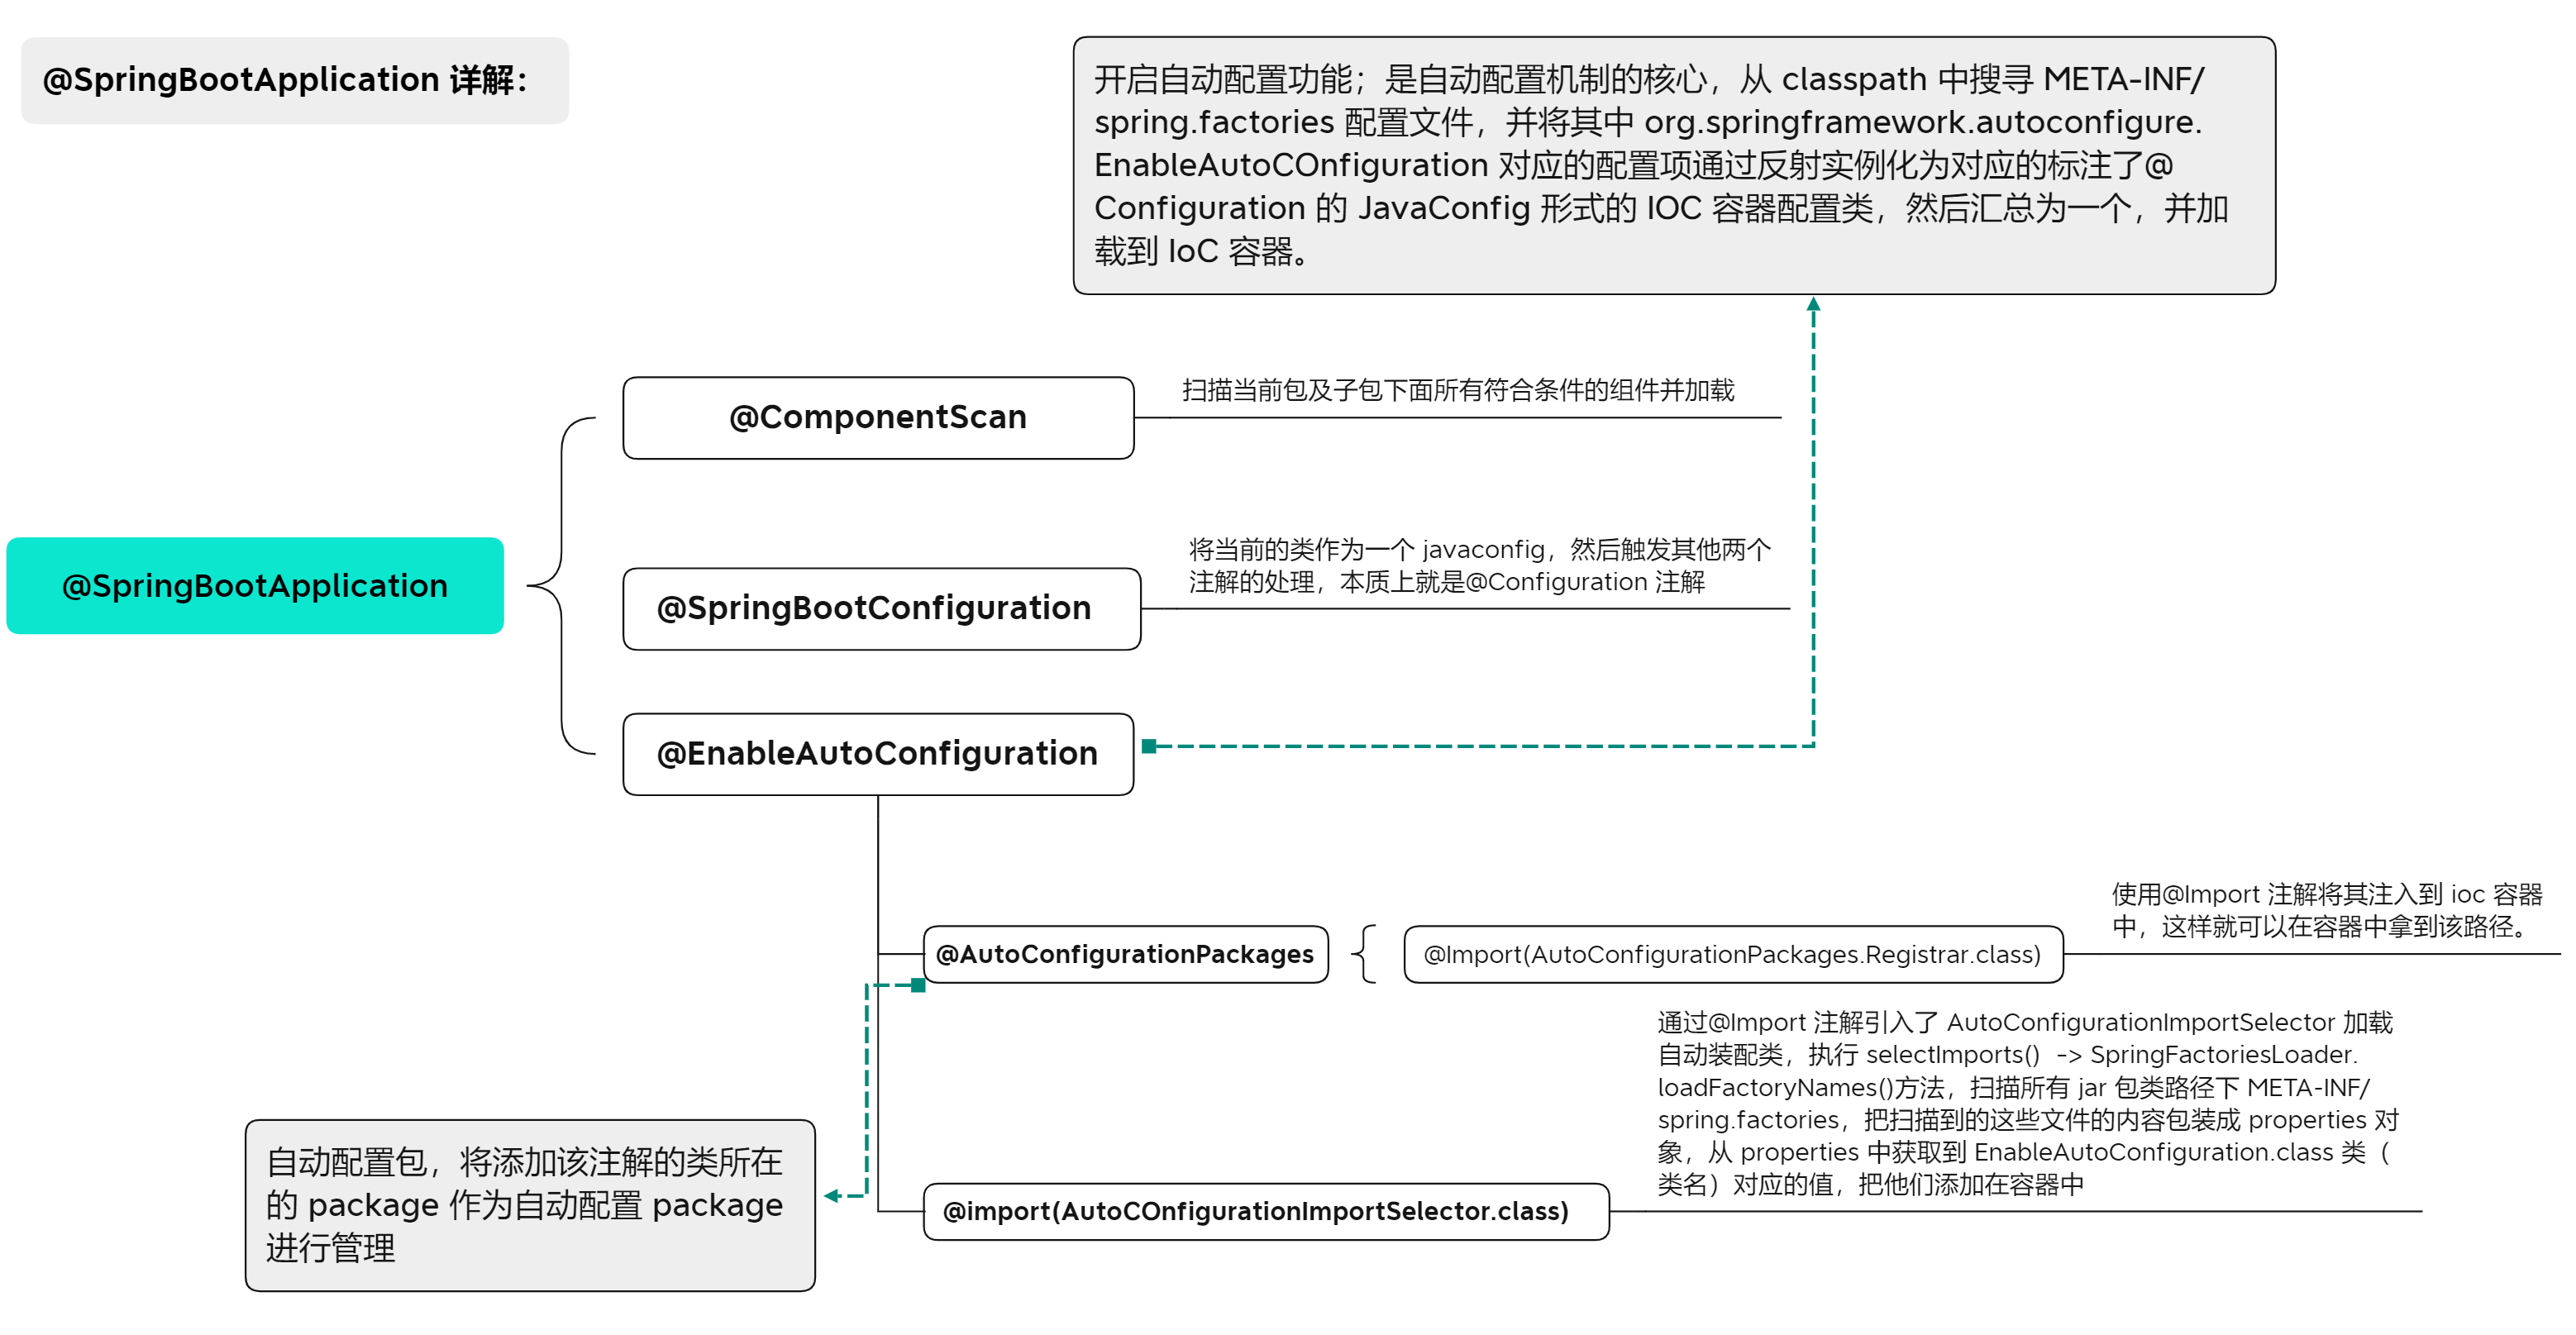 @SpringBootApplication 详解：
开启自动配置功能；是自动配置机制的核心，从 classpath 中搜寻 META-INF/
spring.factories 配置文件，并将其中 org.springframework.autoconfigure.
EnableAutoCOnfiguration 对应的配置项通过反射实例化为对应的标注了@
Configuration 的 JavaConfig 形式的 IOC 容器配置类，然后汇总为一个，并加
载到 IoC 容器。
@ComponentScan
扫描当前包及子包下面所有符合条件的组件并加载
@SpringBootApplication
将当前的类作为一个 javaconfig，然后触发其他两个
注解的处理，本质上就是@Configuration 注解
@SpringBootConfiguration
@EnableAutoConfiguration
@AutoConfigurationPackages
@Import(AutoConfigurationPackages.Registrar.class)
使用@Import 注解将其注入到 ioc 容器
中，这样就可以在容器中拿到该路径。
通过@Import 注解引入了 AutoConfigurationImportSelector 加载
自动装配类，执行 selectImports() -> SpringFactoriesLoader.
loadFactoryNames()方法，扫描所有 jar 包类路径下 META-INF/
spring.factories，把扫描到的这些文件的内容包装成 properties 对
象，从 properties 中获取到 EnableAutoConfiguration.class 类（
类名）对应的值，把他们添加在容器中
@import(AutoCOnfigurationImportSelector.class)
自动配置包，将添加该注解的类所在
的 package 作为自动配置 package
进行管理